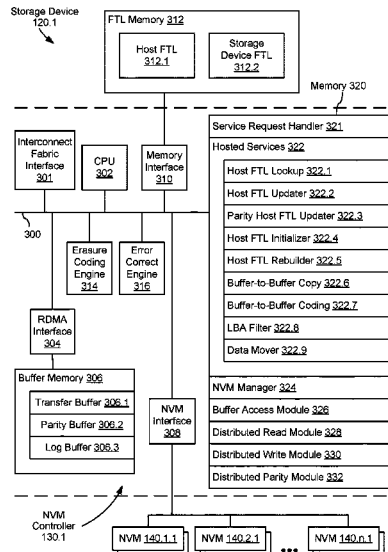 Storage Device
120.1
FTL Memory 312
Host FTL
312.1
Storage
Device FTL
312.2
Memory 320
Interconnect
Fabric
Interface
301
CPU
302
Memory
Interface
310
300
Erasure
Coding
Engine
314
Error
Correct
Engine
316
RDMA
Interface
304
Buffer Memory 306
Transfer Buffer 306.1
Parity Buffer 306.2
Log Buffer 306.3
NVM
Interface
308
Service Request Handler 321
Hosted Services 322
Host FTL Lookup 322.1
Host FTL Updater 322.2
Parity Host FTL Updater 322.3
Host FTL Initializer 322.4
Host FTL Rebuilder 322.5
Buffer-to-Buffer Copy 322.6
Buffer-to-Buffer Coding 322.7
LBA Filter 322.8
Data Mover 322.9
NVM Manager 324
Buffer Access Module 326
Distributed Read Module 328
Distributed Write Module 330
Distributed Parity Module 332
NVM
Controller
130.1
NVM 140.1.1
NVM 140.2.1
•••
NVM 140.n.1